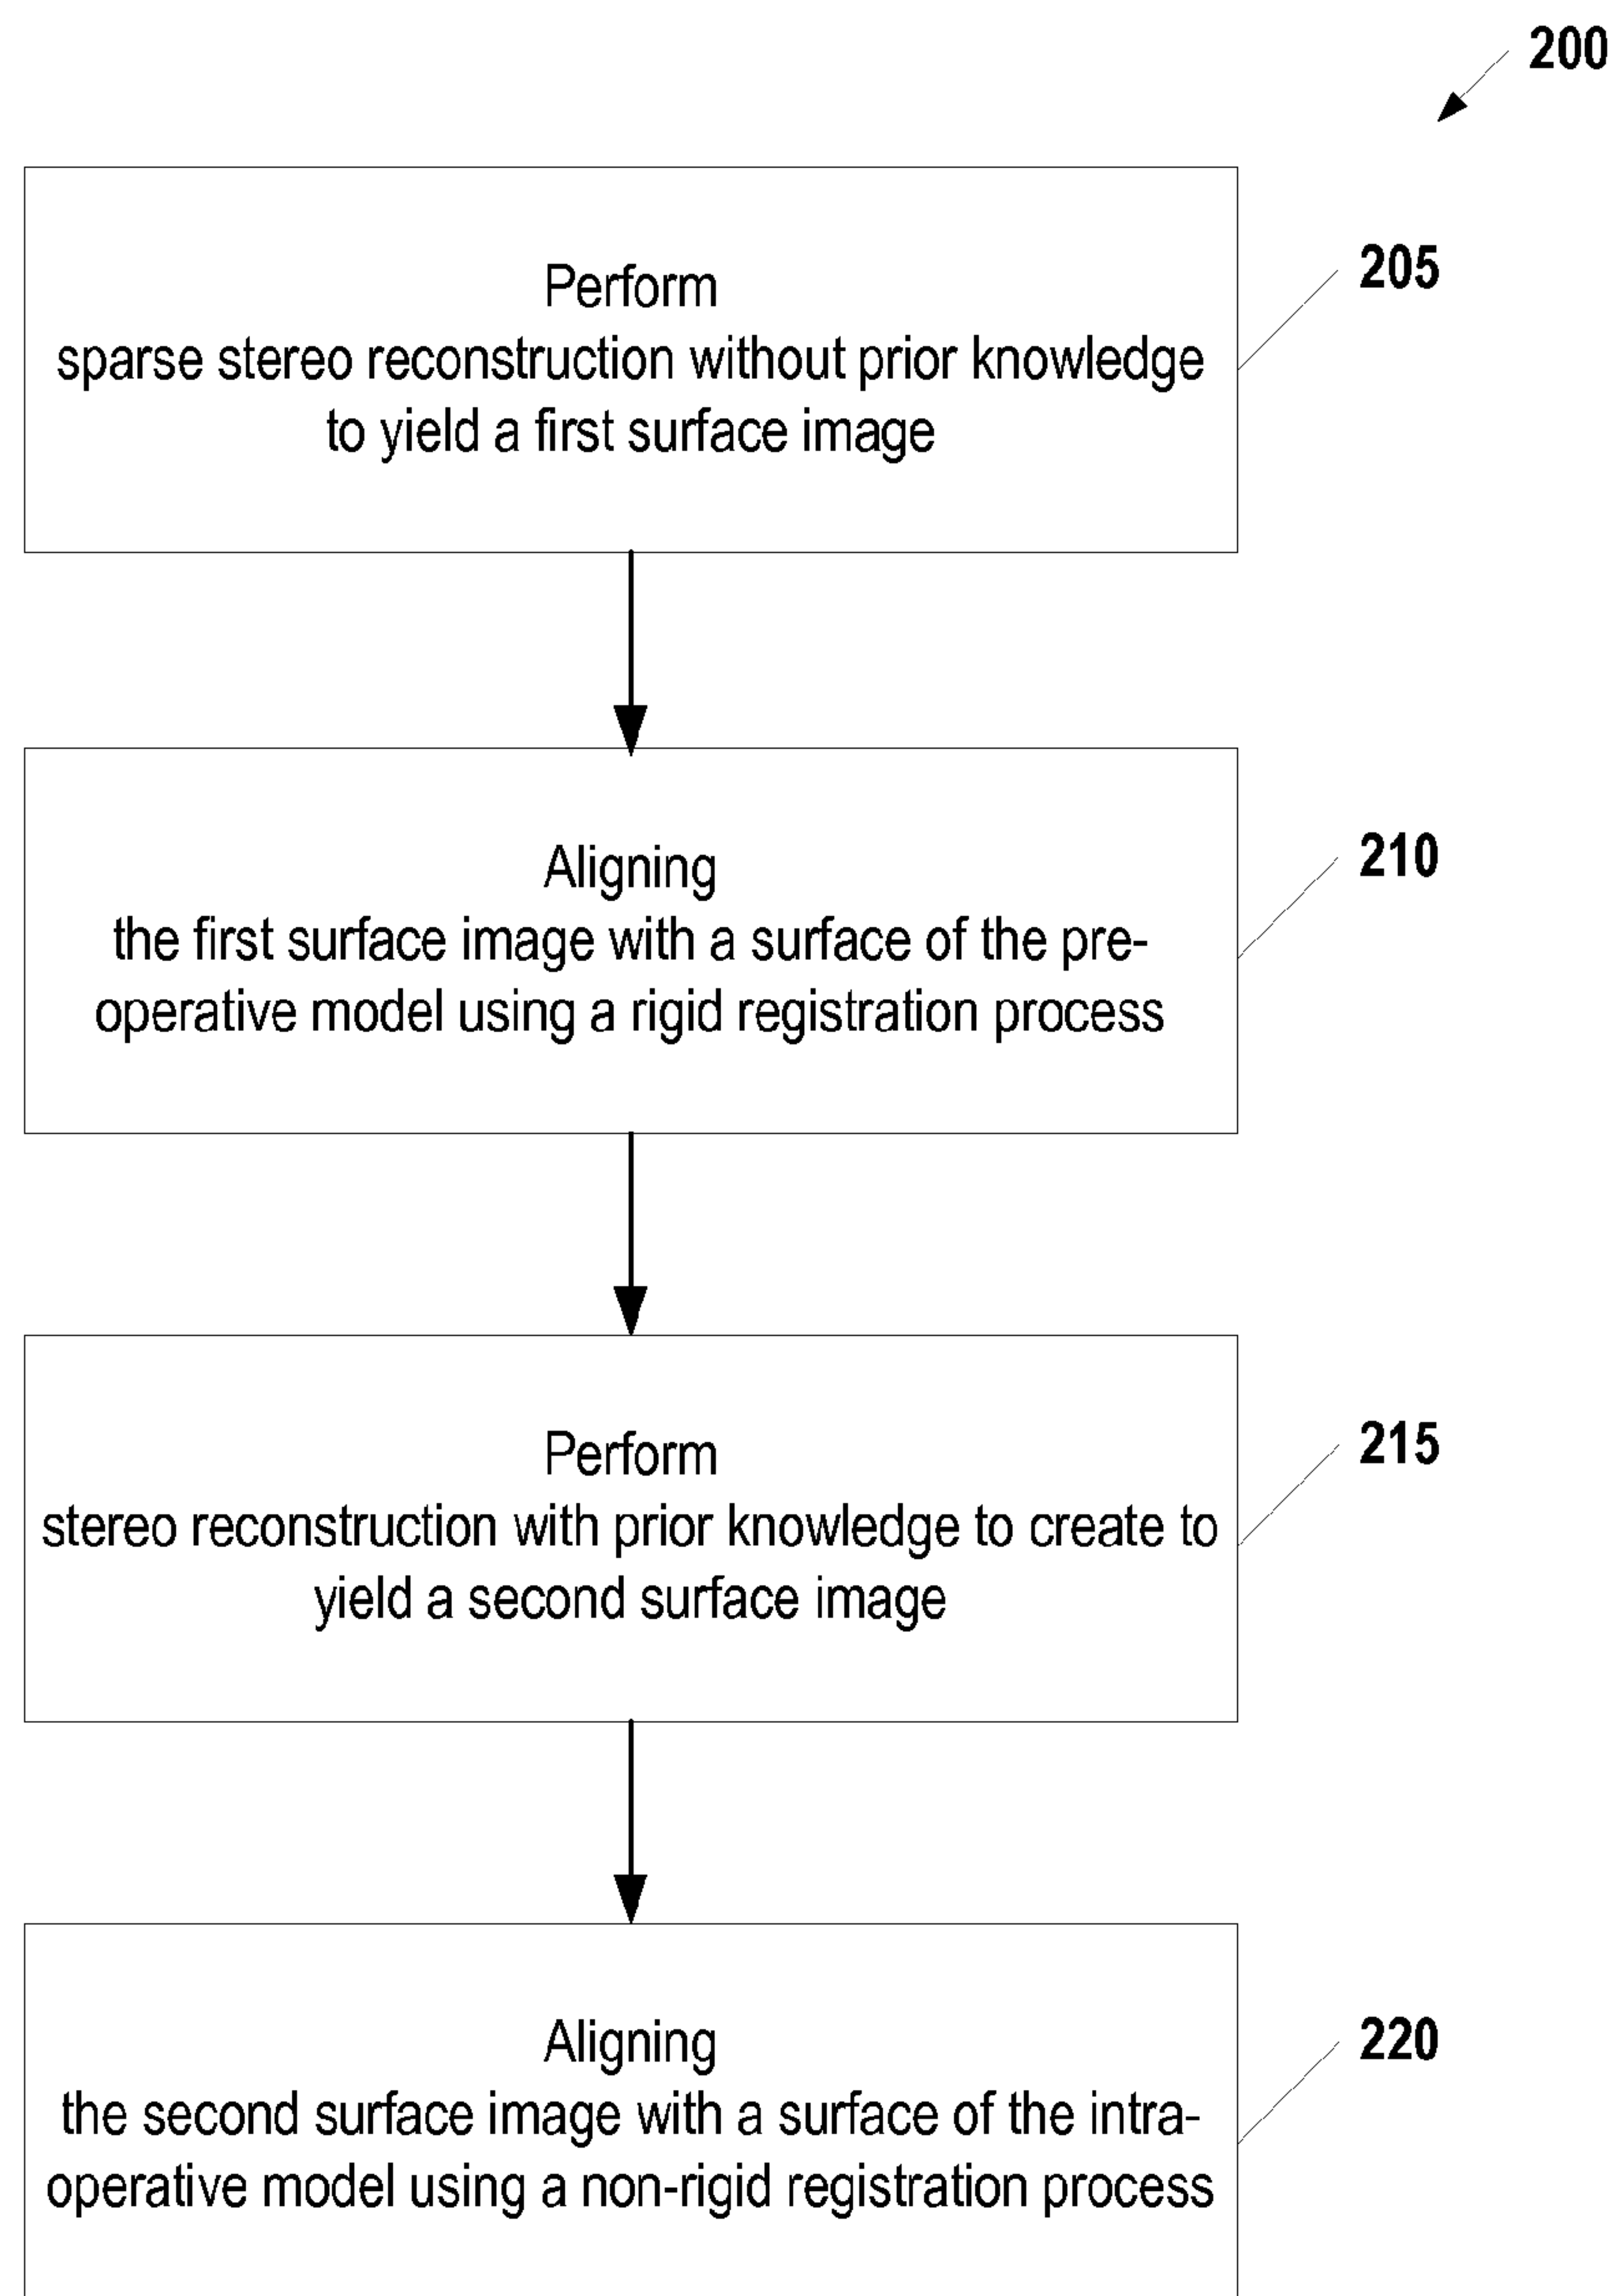 200
Perform
sparse stereo reconstruction without prior knowledge
to yield a first surface image
205
Aligning
the first surface image with a surface of the pre-
operative model using a rigid registration process
210
Perform
stereo reconstruction with prior knowledge to create to
yield a second surface image
215
Aligning
the second surface image with a surface of the intra-
operative model using a non-rigid registration process
220